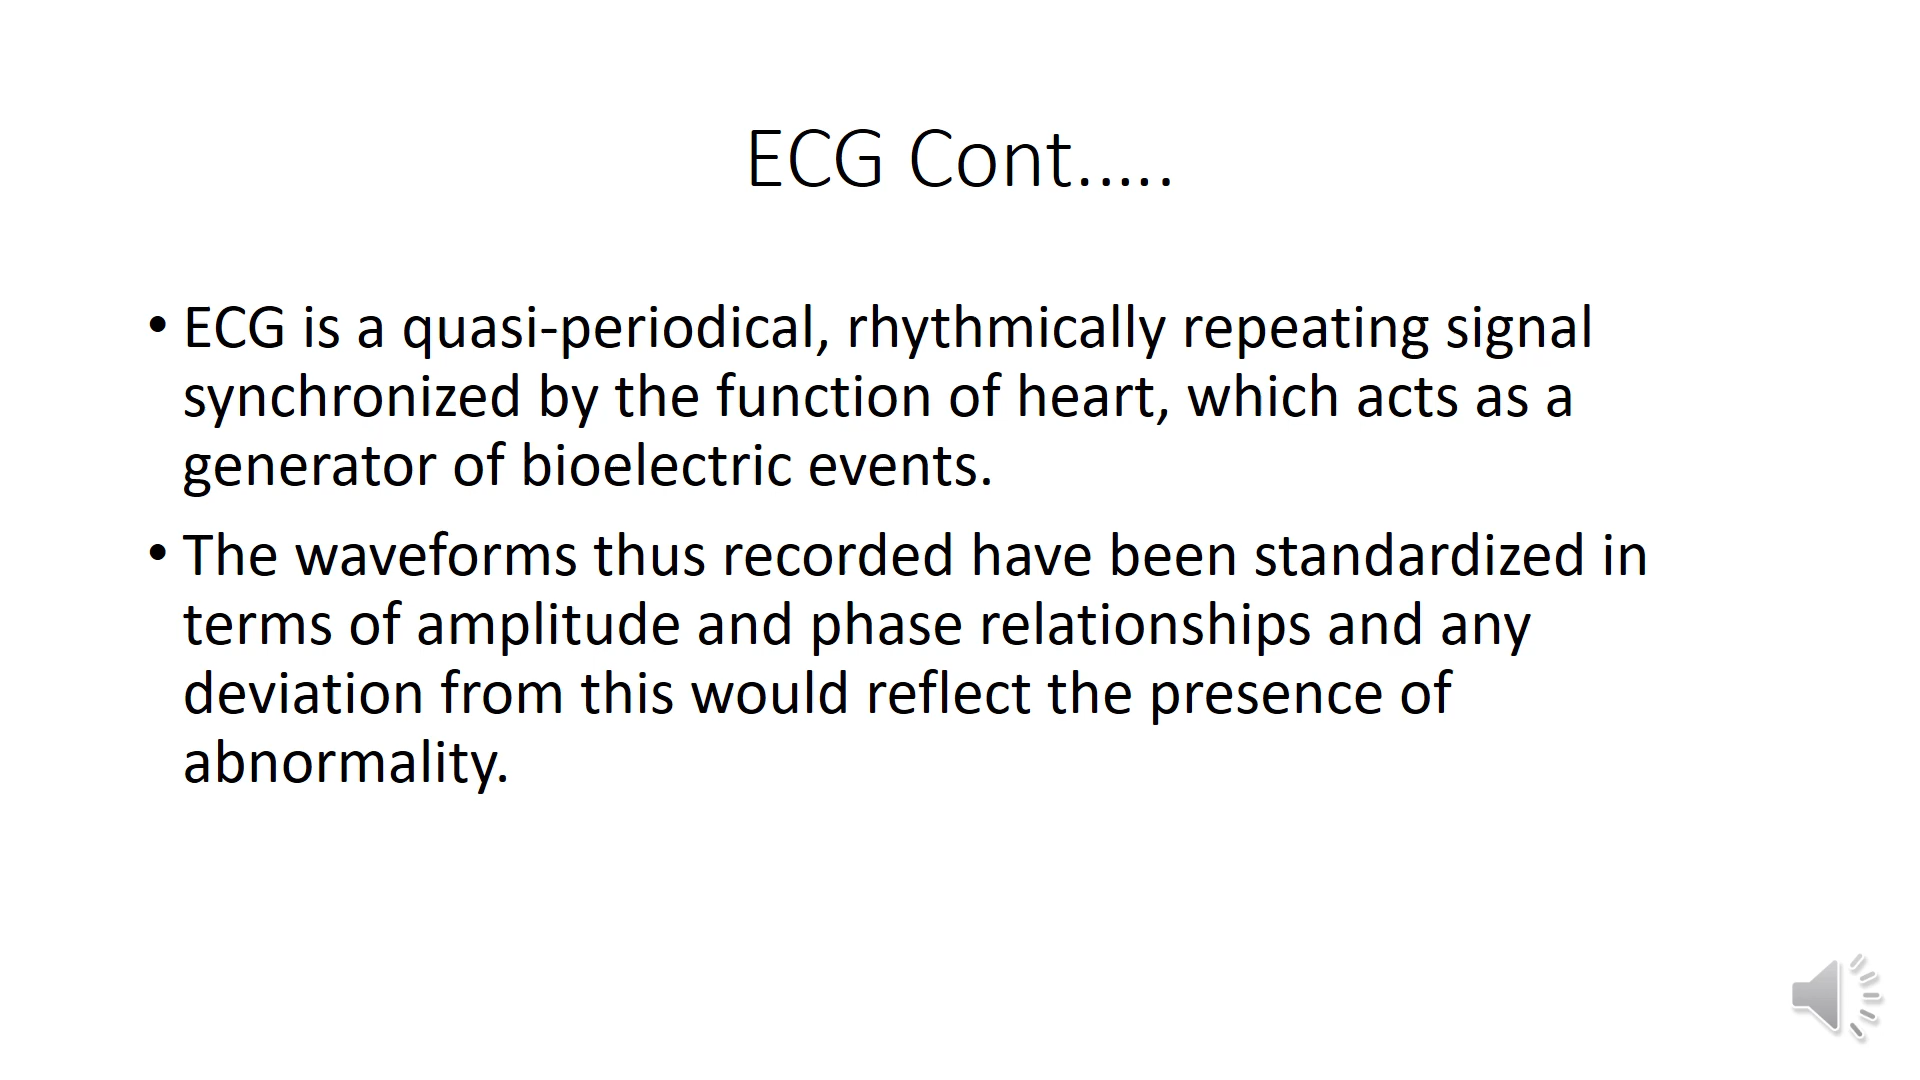 ECG Cont.....
• ECG is a quasi-periodical, rhythmically repeating signal
synchronized by the function of heart, which acts as a
generator of bioelectric events.
• The waveforms thus recorded have been standardized in
terms of amplitude and phase relationships and any
deviation from this would reflect the presence of
abnormality.